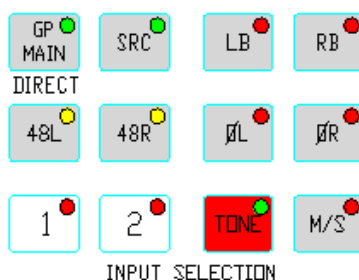 GP MAIN SRC LB RB
DIRECT
48L 48R ØL ØR
1 2 TONE M/S
INPUT SELECTION